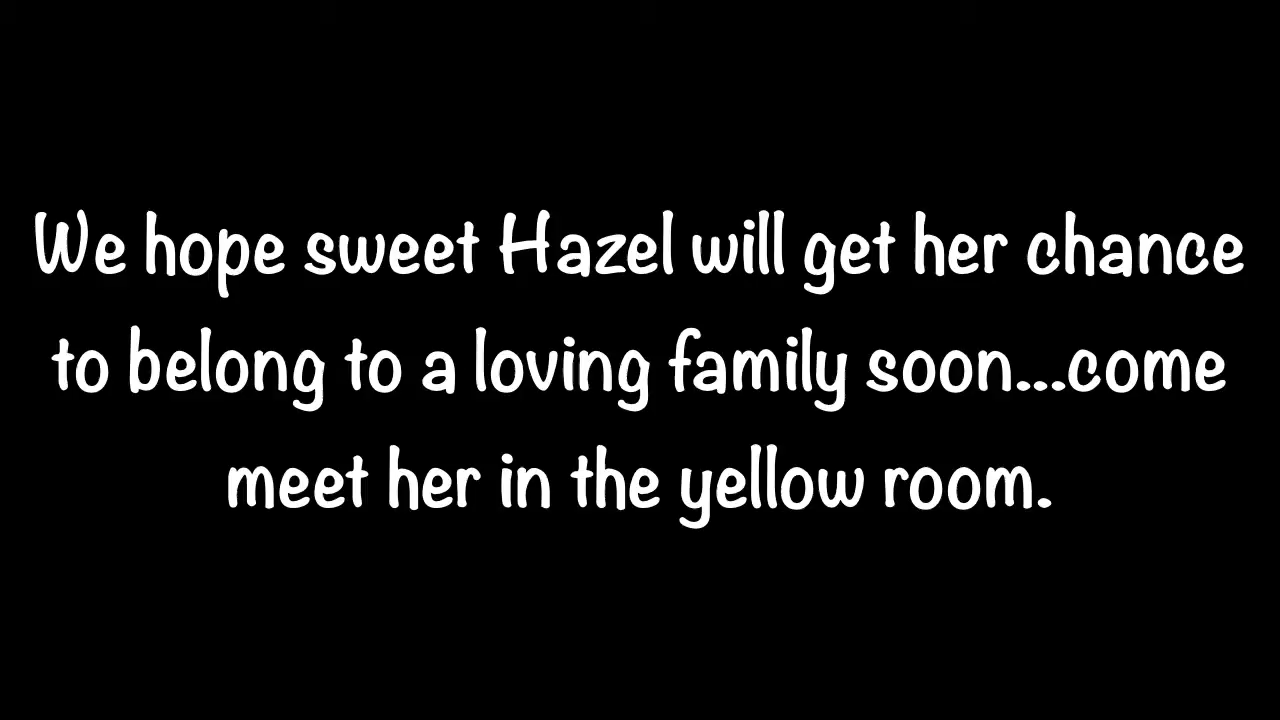 We hope sweet Hazel will get her chance
to belong to a loving family soon...come
meet her in the yellow room.